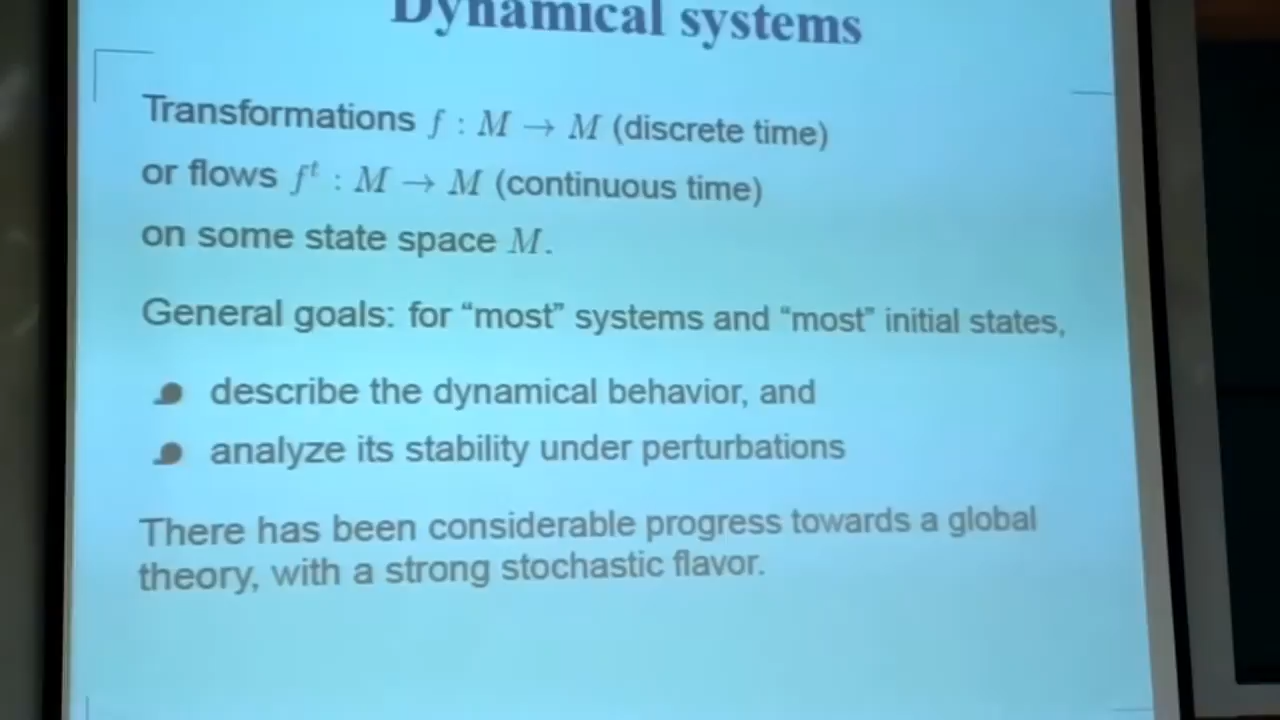 Dynamical systems
Transformations f : M → M (discrete time)
or flows fᵗ : M → M (continuous time)
on some state space M.
General goals: for “most” systems and “most” initial states,
describe the dynamical behavior, and
analyze its stability under perturbations
There has been considerable progress towards a global
theory, with a strong stochastic flavor.